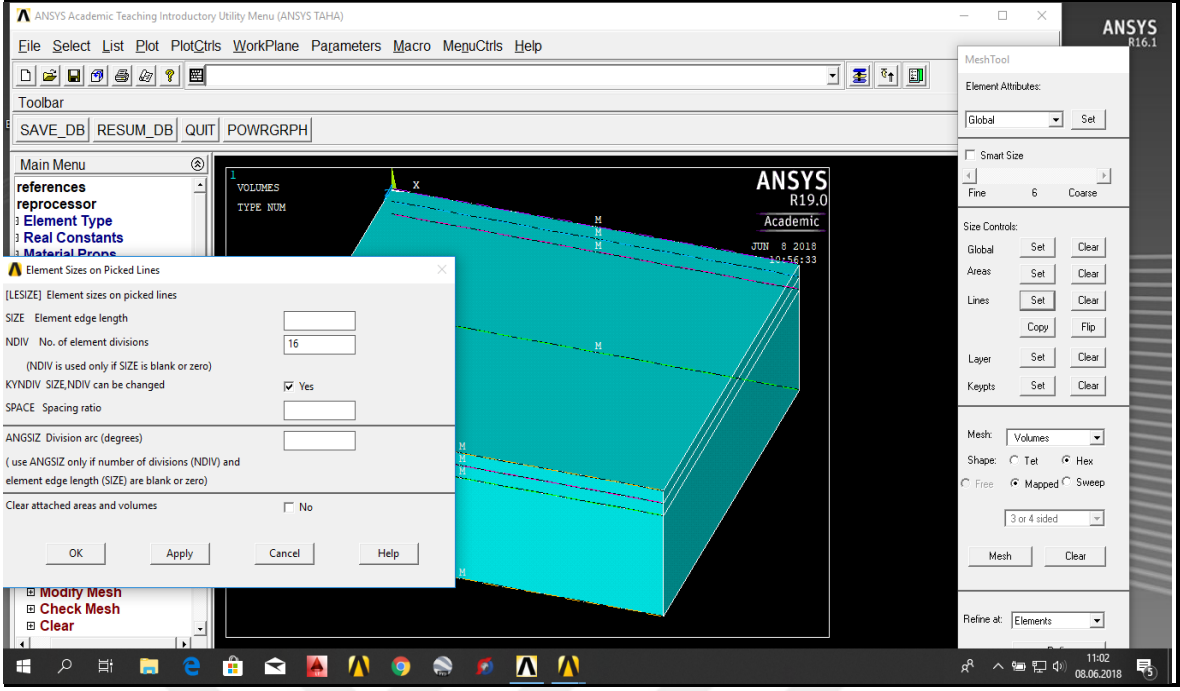 ANSYS Academic Teaching Introductory Utility Menu (ANSYS TAHA)
ANSYS
R16.1
File Select List Plot PlotCtrls WorkPlane Parameters Macro MenuCtrls Help
Toolbar
SAVE_DB RESUM_DB QUIT POWRGRPH
Main Menu
references
reprocessor
Element Type
Real Constants
Material Props
Element Sizes on Picked Lines
[LESIZE] Element sizes on picked lines
SIZE Element edge length
NDIV No. of element divisions 16
(NDIV is used only if SIZE is blank or zero)
KYNDIV SIZE,NDIV can be changed Yes
SPACE Spacing ratio
ANGSIZ Division arc (degrees)
( use ANGSIZ only if number of divisions (NDIV) and
element edge length (SIZE) are blank or zero)
Clear attached areas and volumes No
OK Apply Cancel Help
Modify Mesh
Check Mesh
Clear
1
VOLUMES
TYPE NUM
X
ANSYS
R19.0
Academic
JUN 8 2018
10:56:33
M
M
M
M
M
M
M
M
MeshTool
Element Attributes:
Global Set
Smart Size
Fine 6 Coarse
Size Controls:
Global Set Clear
Areas Set Clear
Lines Set Clear
Copy Flip
Layer Set Clear
Keypts Set Clear
Mesh: Volumes
Shape: Tet Hex
Free Mapped Sweep
3 or 4 sided
Mesh Clear
Refine at: Elements
11:02
08.06.2018
5